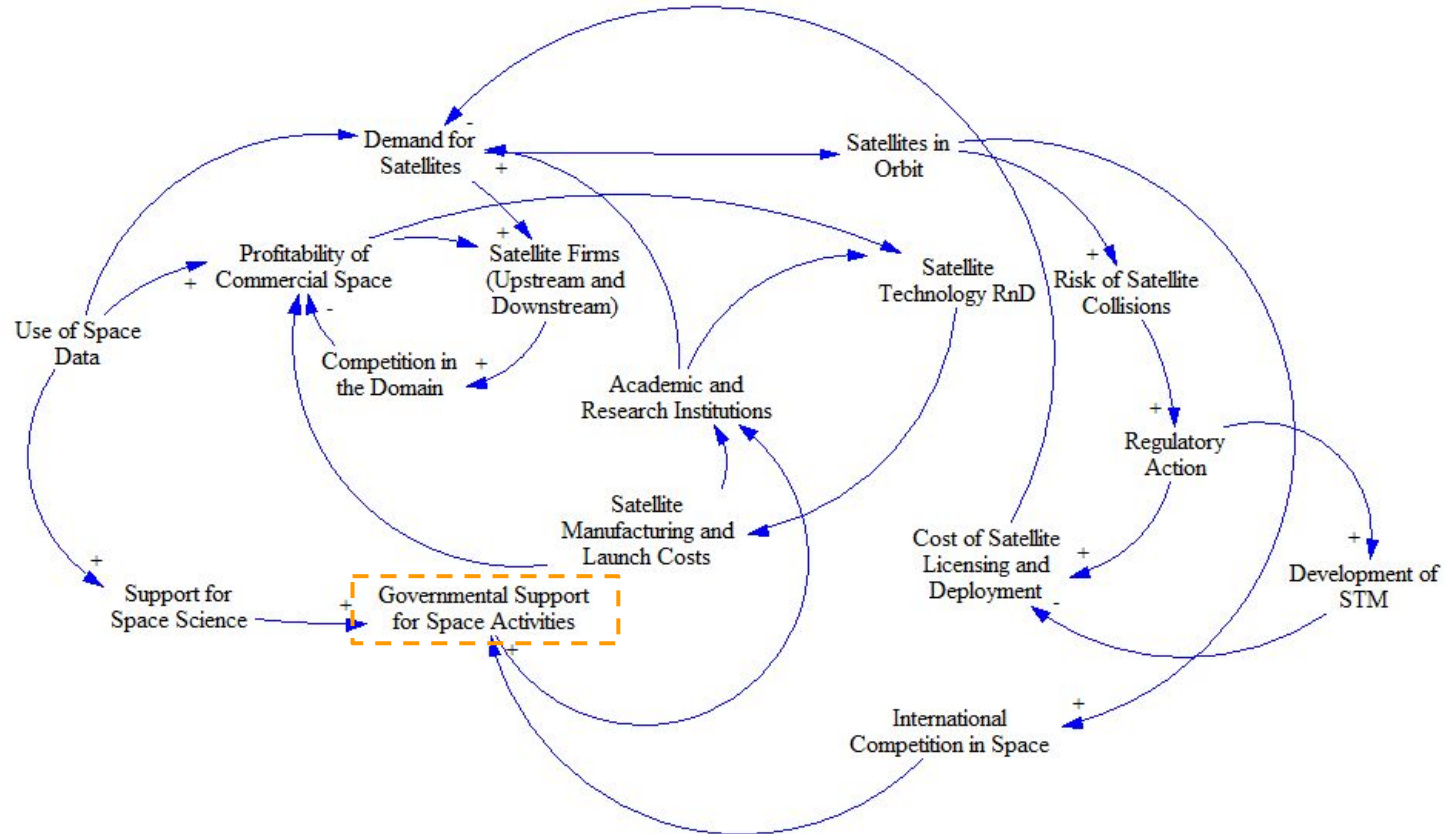 Demand for
Satellites
-
+
Satellites in
Orbit
Profitability of
Commercial Space
+
-
+
Satellite Firms
(Upstream and
Downstream)
Satellite
Technology RnD
+
Risk of Satellite
Collisions
Use of Space
Data
Competition in
the Domain
+
Academic and
Research Institutions
+
Regulatory
Action
Satellite
Manufacturing and
Launch Costs
Cost of Satellite
Licensing and
Deployment
+
-
+
Development of
STM
+
Support for
Space Science
+
Governmental Support
for Space Activities
+
International
Competition in Space
+